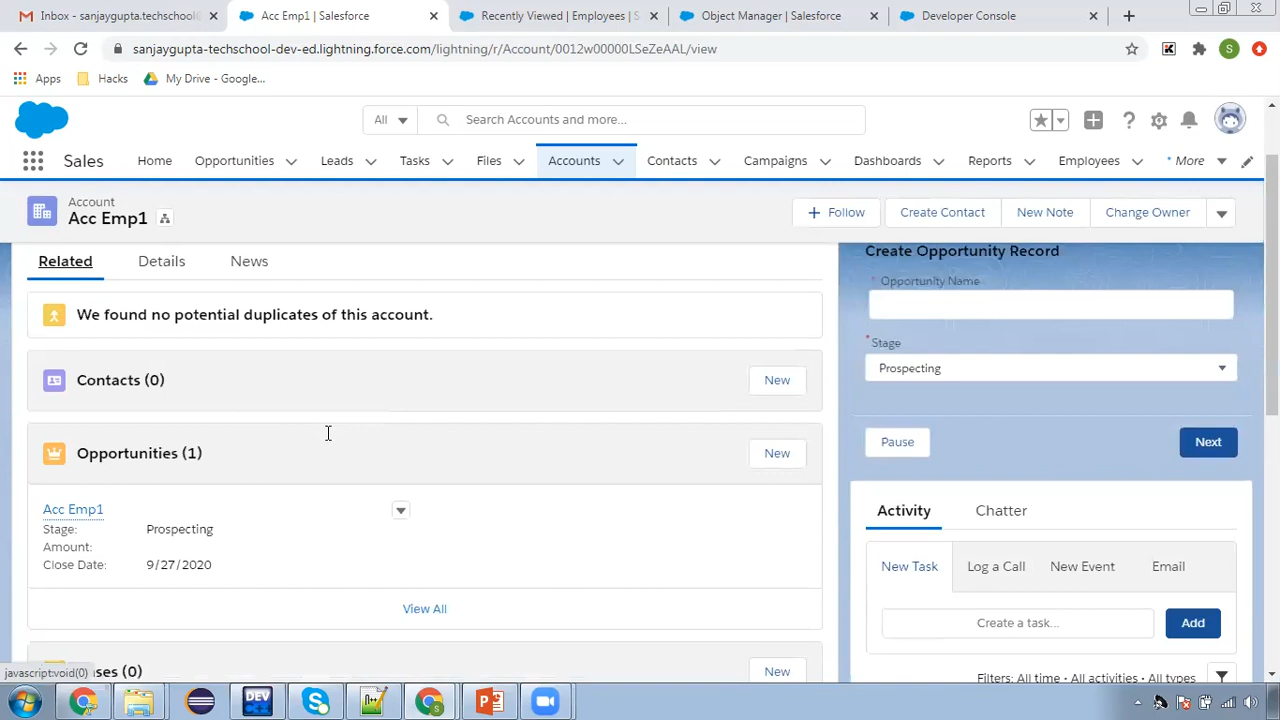 Inbox - sanjaygupta.techschool@
Acc Emp1 | Salesforce
Recently Viewed | Employees | S
Object Manager | Salesforce
Developer Console
sanjaygupta-techschool-dev-ed.lightning.force.com/lightning/r/Account/0012w00000LSeZeAAL/view
S
Apps
Hacks
My Drive - Google...
All
Search Accounts and more...
Sales
Home
Opportunities
Leads
Tasks
Files
Accounts
Contacts
Campaigns
Dashboards
Reports
Employees
* More
Account
Acc Emp1
+ Follow
Create Contact
New Note
Change Owner
Related
Details
News
We found no potential duplicates of this account.
Contacts (0)
New
Opportunities (1)
New
Acc Emp1
Stage:
Prospecting
Amount:
Close Date:
9/27/2020
View All
ses (0)
New
Create Opportunity Record
* Opportunity Name
* Stage
Prospecting
Pause
Next
Activity
Chatter
New Task
Log a Call
New Event
Email
Create a task...
Add
Filters: All time • All activities • All types
javascript:void(0)
DEV